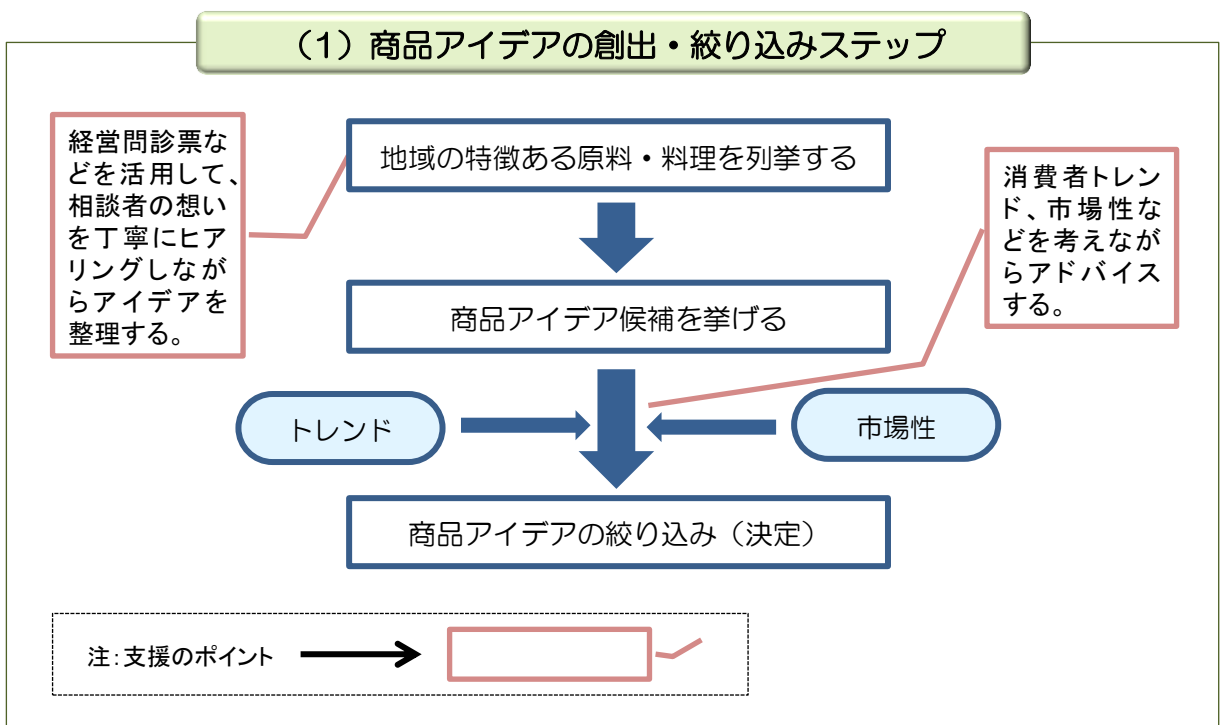 （1）商品アイデアの創出・絞り込みステップ
経営問診票な
どを活用して、
相談者の想い
を丁寧にヒア
リングしなが
らアイデアを
整理する。
地域の特徴ある原料・料理を列挙する
消費者トレン
ド、市場性な
どを考えなが
らアドバイス
する。
商品アイデア候補を挙げる
トレンド
市場性
商品アイデアの絞り込み（決定）
注：支援のポイント